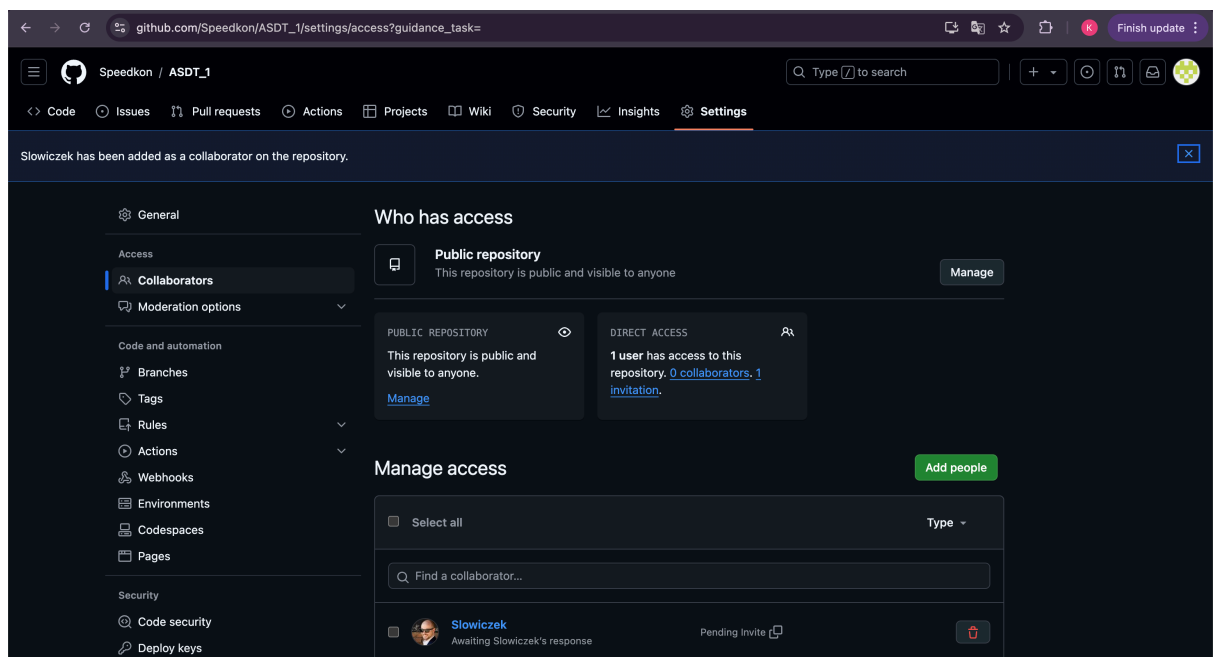 github.com/Speedkon/ASDT_1/settings/access?guidance_task=
K
Finish update
Speedkon / ASDT_1
Type / to search
Code
Issues
Pull requests
Actions
Projects
Wiki
Security
Insights
Settings
Slowiczek has been added as a collaborator on the repository.
General
Access
Collaborators
Moderation options
Code and automation
Branches
Tags
Rules
Actions
Webhooks
Environments
Codespaces
Pages
Security
Code security
Deploy keys
Who has access
Public repository
This repository is public and visible to anyone
Manage
PUBLIC REPOSITORY
This repository is public and
visible to anyone.
Manage
DIRECT ACCESS
1 user has access to this
repository. 0 collaborators. 1
invitation.
Manage access
Add people
Select all
Type
Find a collaborator...
Slowiczek
Awaiting Slowiczek's response
Pending Invite